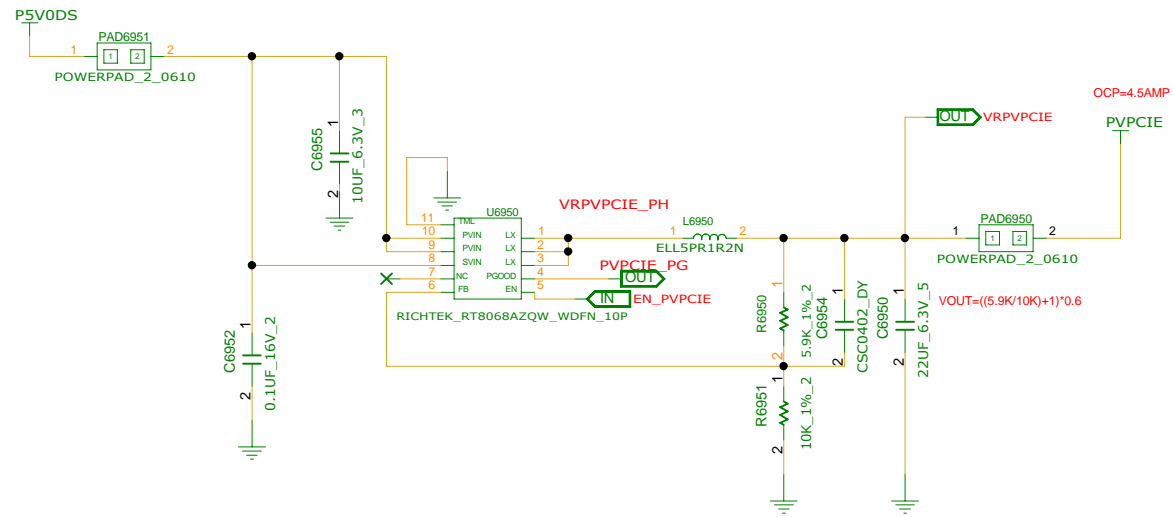 P5V0DS
PAD6951
1
1
2
2
POWERPAD_2_0610
C6955
1
2
10UF_6.3V_3
C6952
1
2
0.1UF_16V_2
U6950
11
TML
10
PVIN
9
PVIN
8
SVIN
7
NC
6
FB
LX
1
LX
2
LX
3
PGOOD
4
EN
5
RICHTEK_RT8068AZQW_WDFN_10P
VRPVPCIE_PH
PVPCIE_PG
OUT
IN
EN_PVPCIE
L6950
1
2
ELL5PR1R2N
R6950
1
2
5.9K_1%_2
C6954
1
2
CSC0402_DY
R6951
1
2
10K_1%_2
C6950
1
2
22UF_6.3V_5
OUT
VRPVPCIE
OCP=4.5AMP
PVPCIE
PAD6950
1
1
2
2
POWERPAD_2_0610
VOUT=((5.9K/10K)+1)*0.6